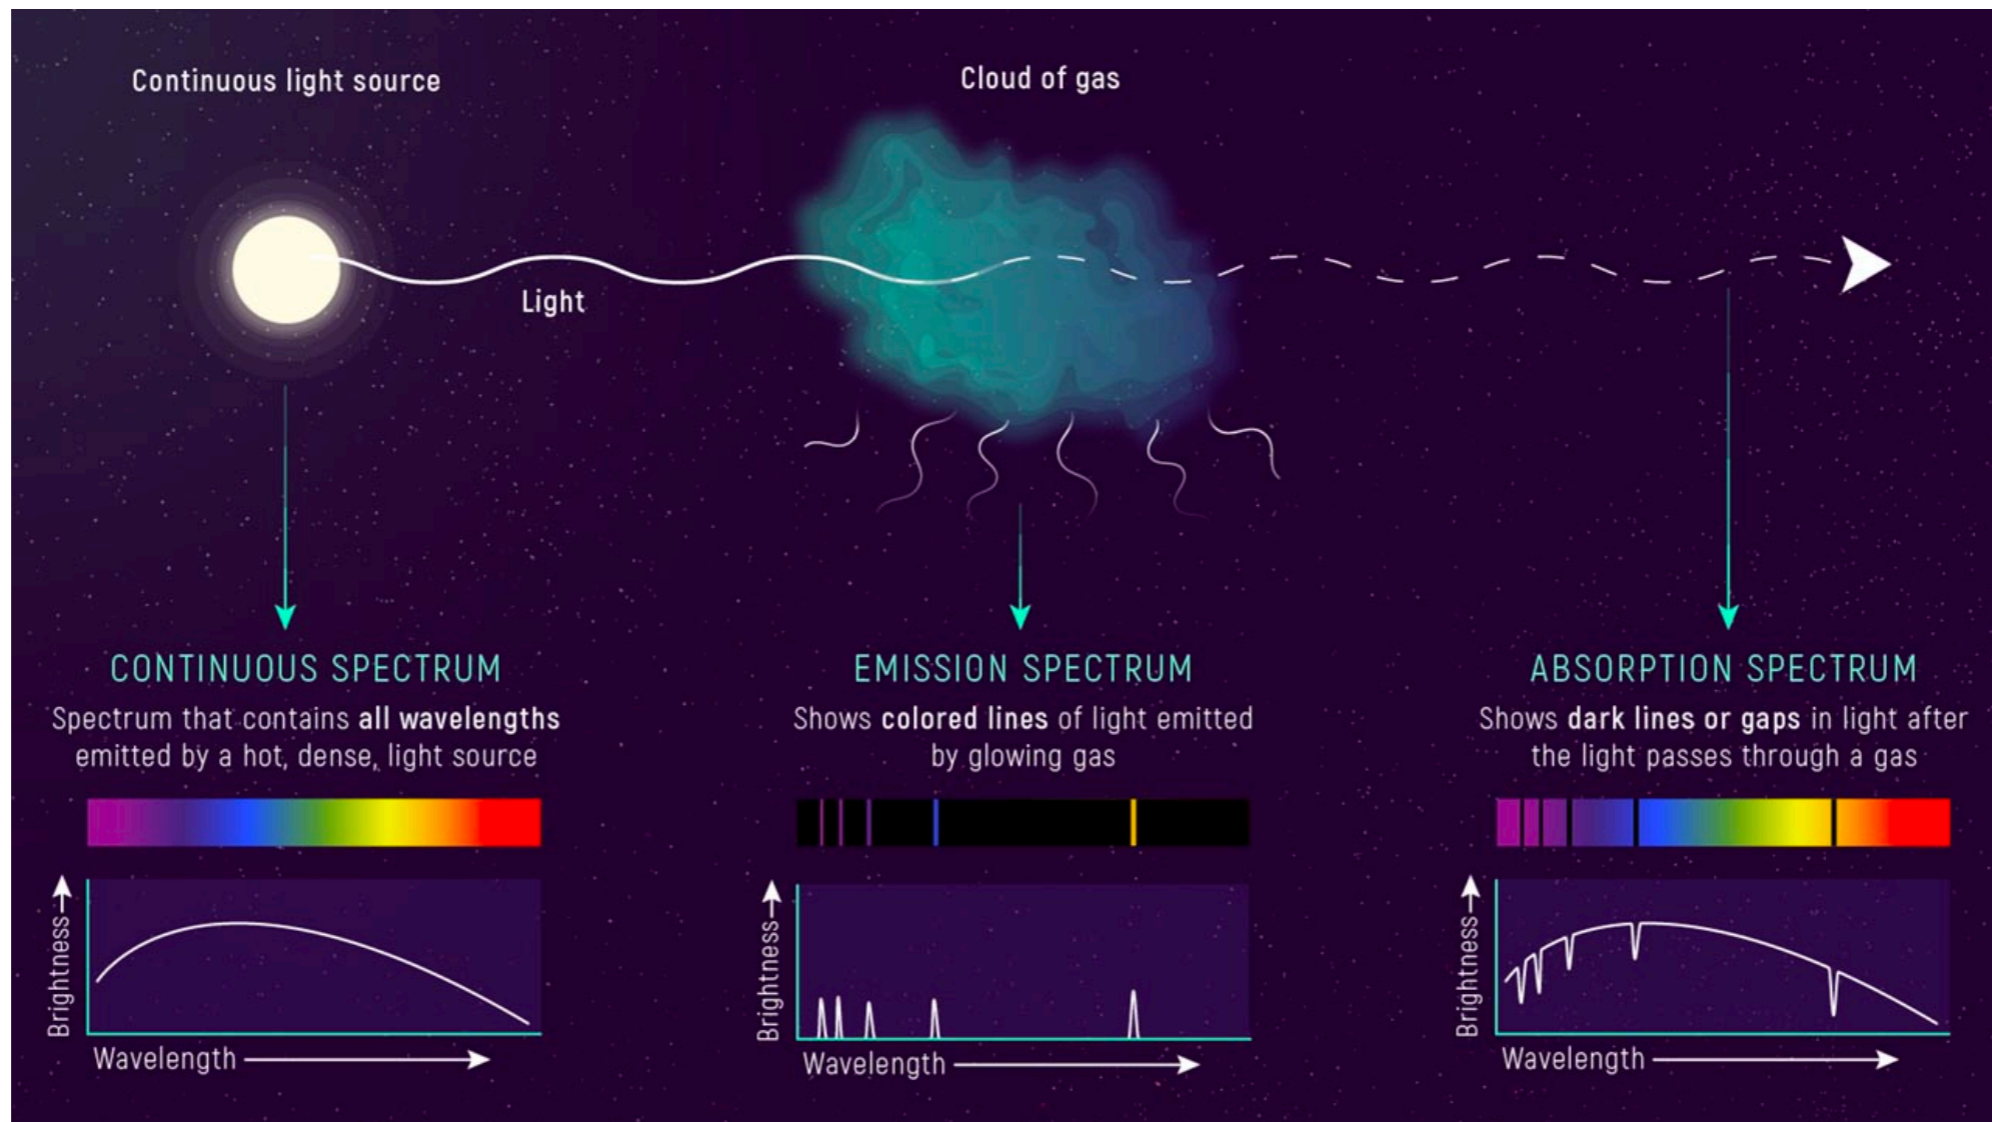 Continuous light source
Cloud of gas
Light
CONTINUOUS SPECTRUM
Spectrum that contains all wavelengths
emitted by a hot, dense, light source
Brightness
Wavelength
EMISSION SPECTRUM
Shows colored lines of light emitted
by glowing gas
Brightness
Wavelength
ABSORPTION SPECTRUM
Shows dark lines or gaps in light after
the light passes through a gas
Brightness
Wavelength